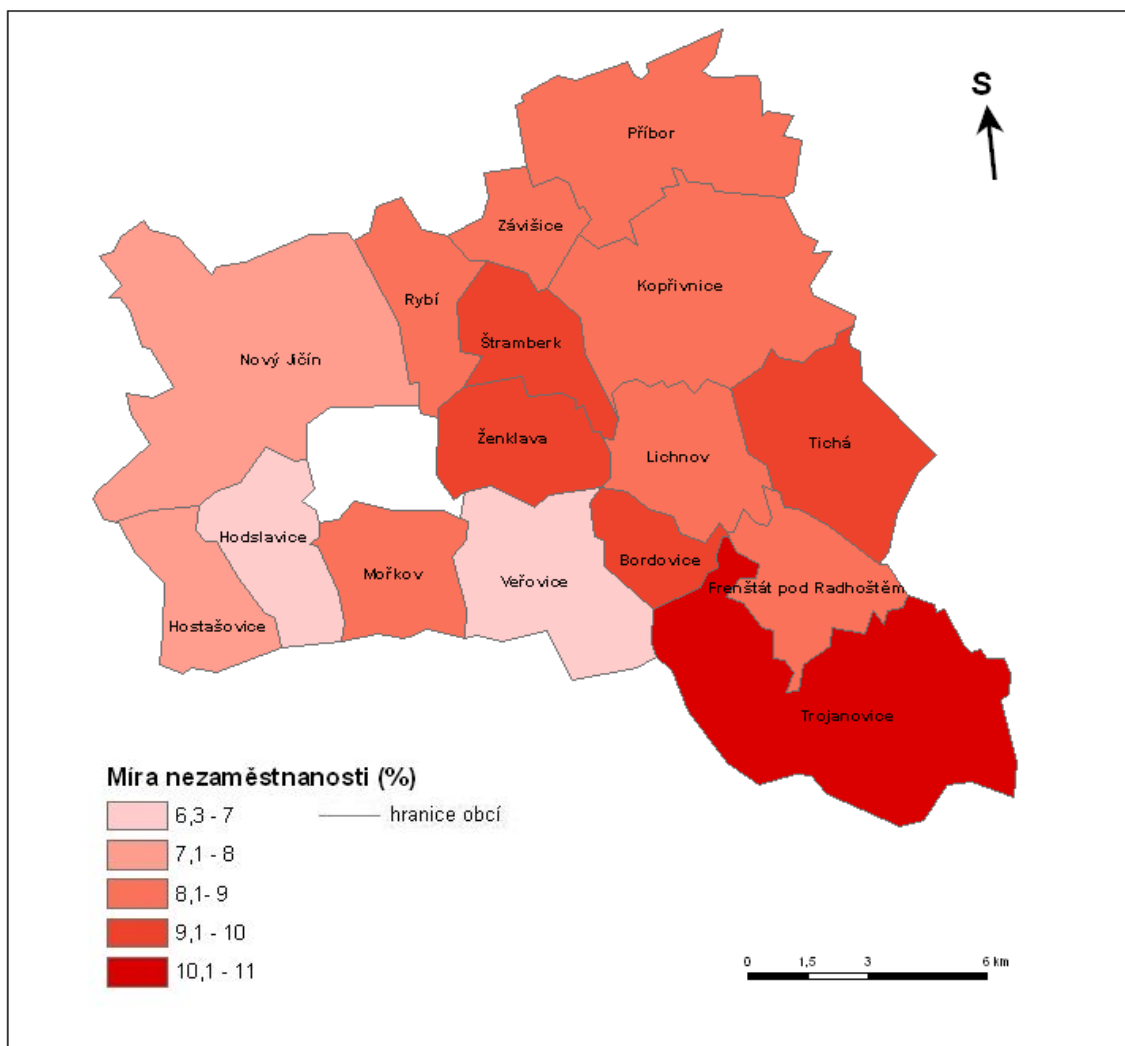 S
Příbor
Závišice
Kopřivnice
Rybí
Štramberk
Nový Jičín
Ženklava
Tichá
Lichnov
Hodslavice
Bordovice
Mořkov
Veřovice
Frenštát pod Radhoštěm
Hostašovice
Trojanovice
Míra nezaměstnanosti (%)
6,3 - 7
hranice obcí
7,1 - 8
8,1- 9
9,1 - 10
10,1 - 11
0 1,5 3 6 km